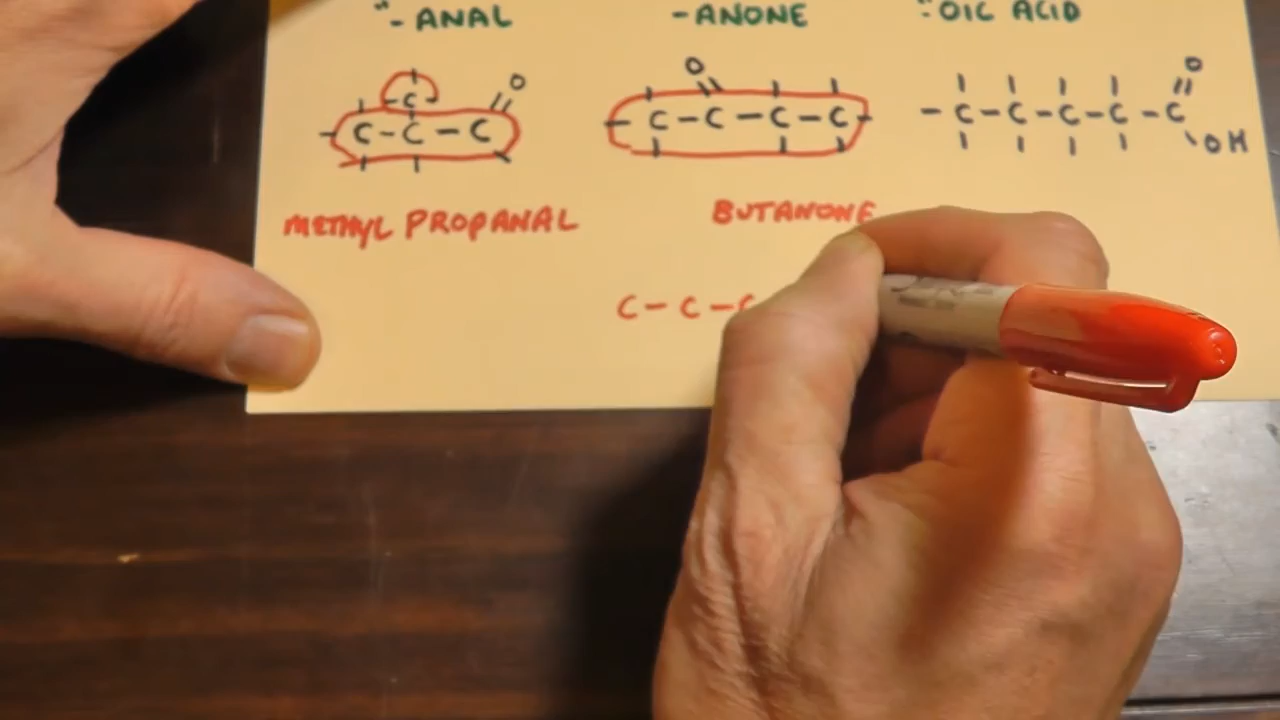 -ANAL -ANONE -OIC ACID
O O O
C
C-C-C C-C-C-C -C-C-C-C-C
OH
METHYL PROPANAL BUTANONE
C-C-C